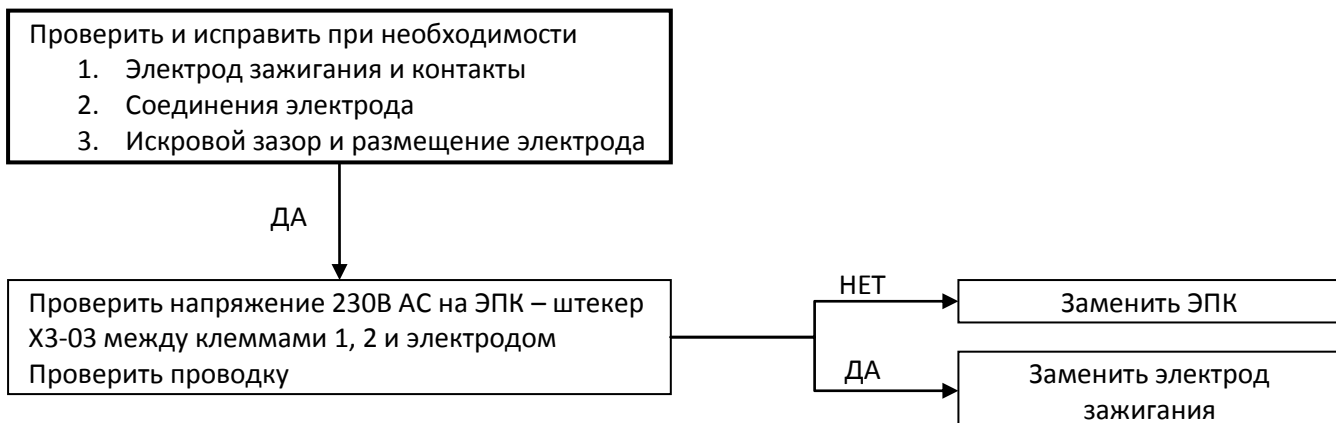 Проверить и исправить при необходимости
1. Электрод зажигания и контакты
2. Соединения электрода
3. Искровой зазор и размещение электрода
ДА
Проверить напряжение 230В АС на ЭПК – штекер
Х3-03 между клеммами 1, 2 и электродом
Проверить проводку
НЕТ
Заменить ЭПК
ДА
Заменить электрод
зажигания